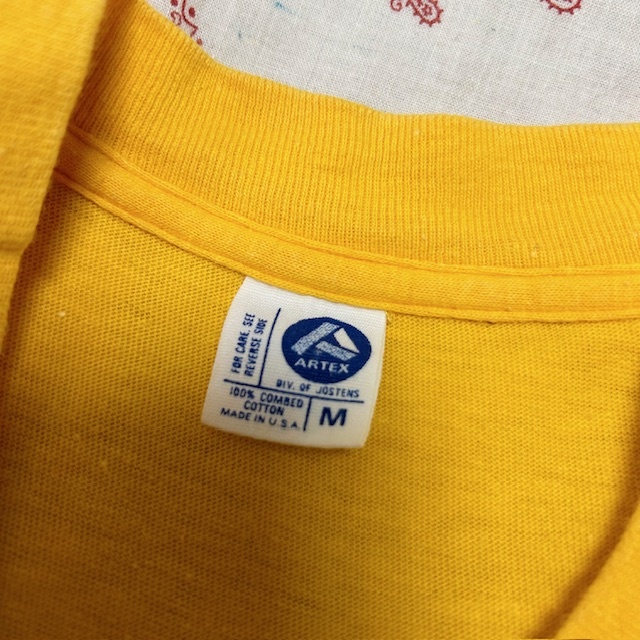 FOR CARE, SEE
REVERSE SIDE
ARTEX
DIV. OF JOSTENS
100% COMBED
COTTON
MADE IN U.S.A.
M